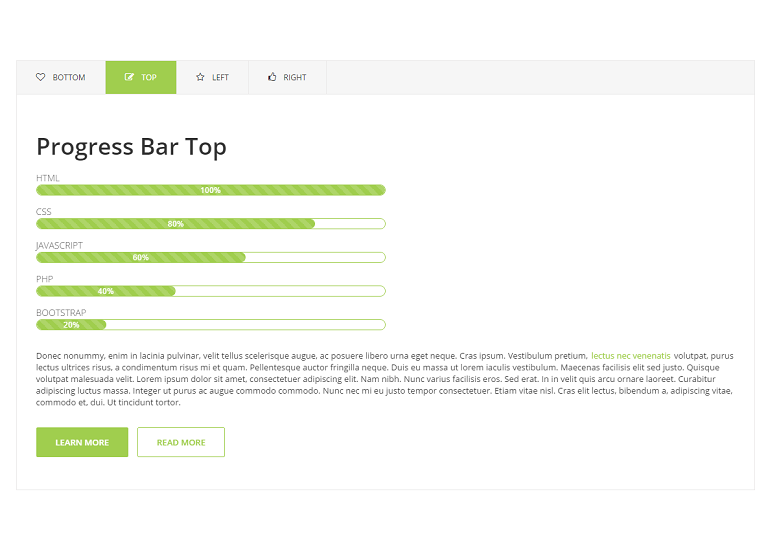 BOTTOM TOP LEFT RIGHT
Progress Bar Top
HTML
100%
CSS
80%
JAVASCRIPT
60%
PHP
40%
BOOTSTRAP
20%
Donec nonummy, enim in lacinia pulvinar, velit tellus scelerisque augue, ac posuere libero urna eget neque. Cras ipsum. Vestibulum pretium, lectus nec venenatis volutpat, purus
lectus ultrices risus, a condimentum risus mi et quam. Pellentesque auctor fringilla neque. Duis eu massa ut lorem iaculis vestibulum. Maecenas facilisis elit sed justo. Quisque
volutpat malesuada velit. Lorem ipsum dolor sit amet, consectetuer adipiscing elit. Nam nibh. Nunc varius facilisis eros. Sed erat. In in velit quis arcu ornare laoreet. Curabitur
adipiscing luctus massa. Integer ut purus ac augue commodo commodo. Nunc nec mi eu justo tempor consectetuer. Etiam vitae nisl. Cras elit lectus, bibendum a, adipiscing vitae,
commodo et, dui. Ut tincidunt tortor.
LEARN MORE READ MORE